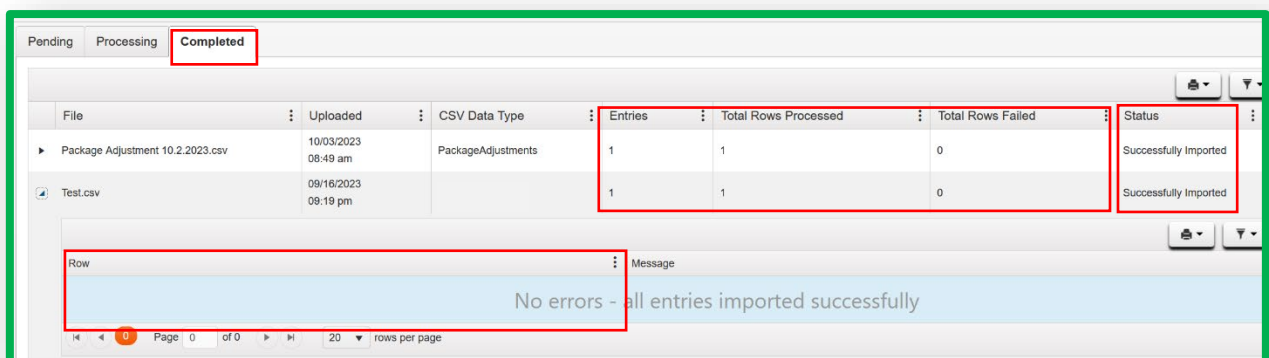 Pending Processing Completed
File Uploaded CSV Data Type Entries Total Rows Processed Total Rows Failed Status
Package Adjustment 10.2.2023.csv 10/03/2023 08:49 am PackageAdjustments 1 1 0 Successfully Imported
Test.csv 09/16/2023 09:19 pm 1 1 0 Successfully Imported
Row Message
No errors - all entries imported successfully
0 Page 0 of 0 20 rows per page